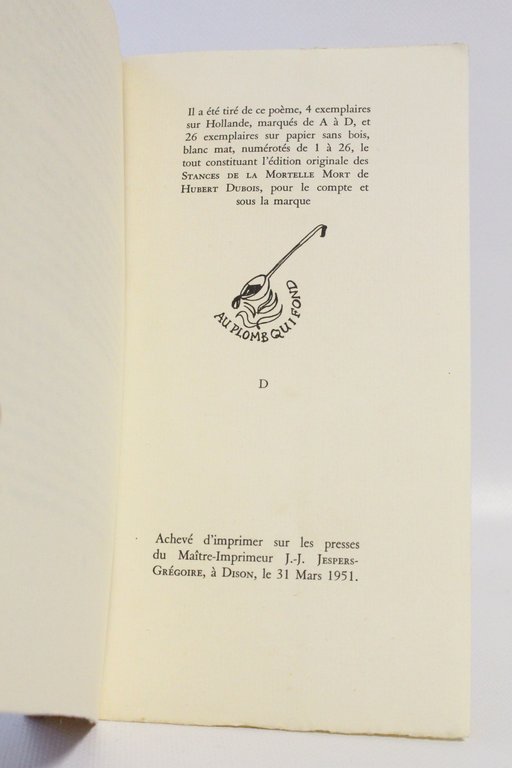 Il a été tiré de ce poème, 4 exemplaires
sur Hollande, marqués de A à D, et
26 exemplaires sur papier sans bois,
blanc mat, numérotés de 1 à 26, le
tout constituant l'édition originale des
STANCES DE LA MORTELLE MORT de
HUBERT DUBOIS, pour le compte et
sous la marque
AU PLOMB QUI FOND
D
Achevé d'imprimer sur les presses
du Maître-Imprimeur J.-J. JESPERS-
GRÉGOIRE, à DISON, le 31 Mars 1951.